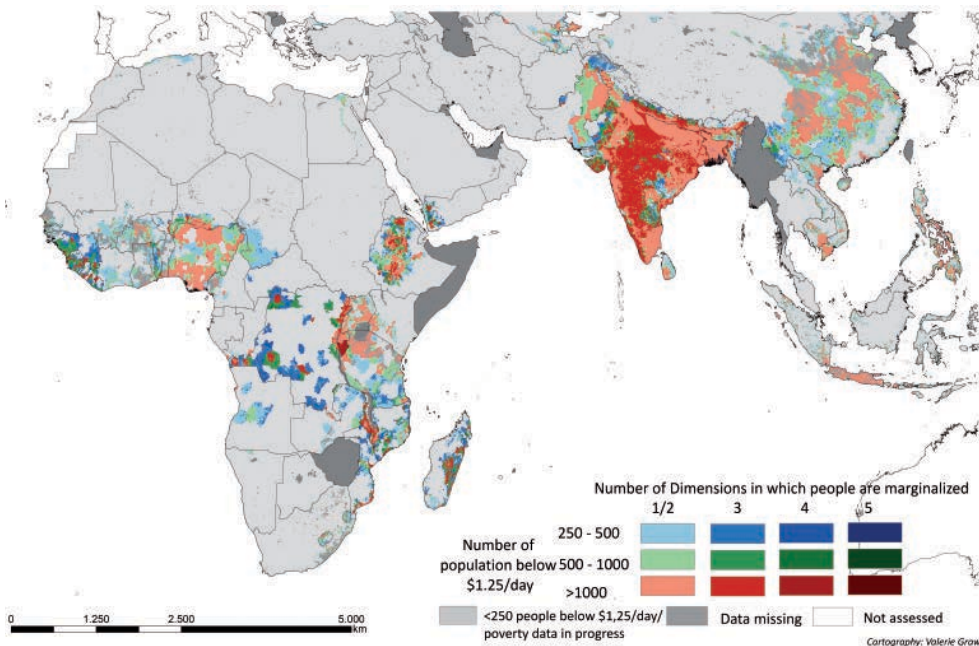 Number of Dimensions in which people are marginalized
1/2 3 4 5
250 - 500
500 - 1000
>1000
Number of
population below
$1.25/day
<250 people below $1,25/day/
poverty data in progress
Data missing
Not assessed
0 1.250 2.500 5.000
km
Cartography: Valerie Graw